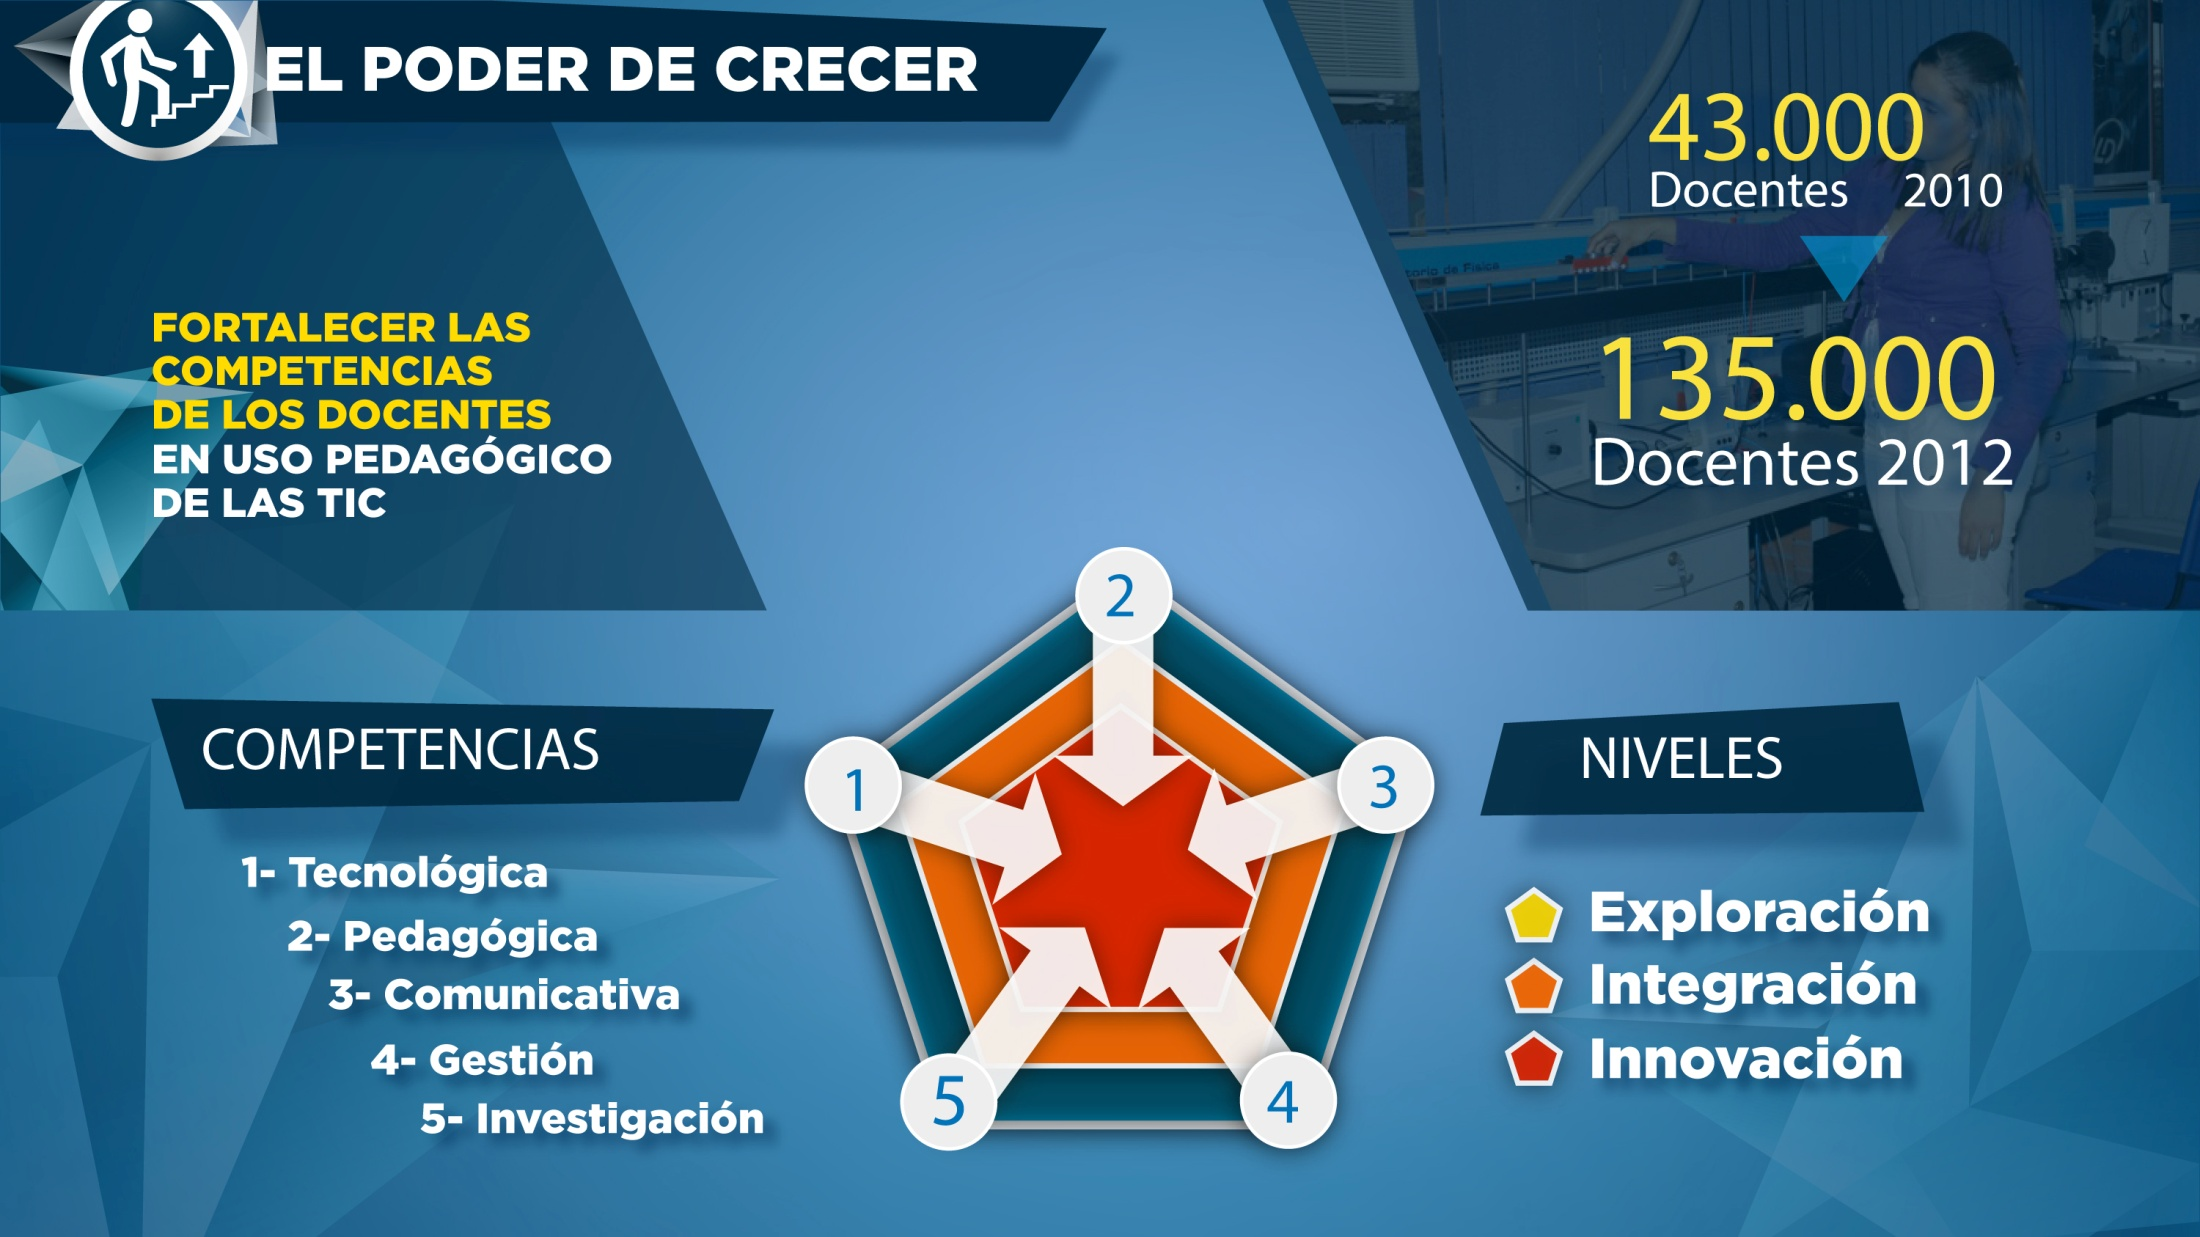 EL PODER DE CRECER
43.000
Docentes 2010
135.000
Docentes 2012
FORTALECER LAS
COMPETENCIAS
DE LOS DOCENTES
EN USO PEDAGÓGICO
DE LAS TIC
COMPETENCIAS
1- Tecnológica
2- Pedagógica
3- Comunicativa
4- Gestión
5- Investigación
2
1
3
5
4
NIVELES
Exploración
Integración
Innovación